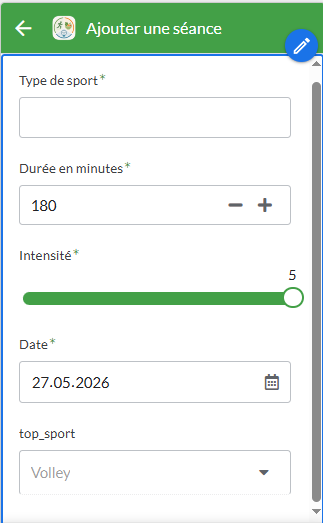 Ajouter une séance
Type de sport*
Durée en minutes*
180
Intensité*
5
Date*
27.05.2026
top_sport
Volley